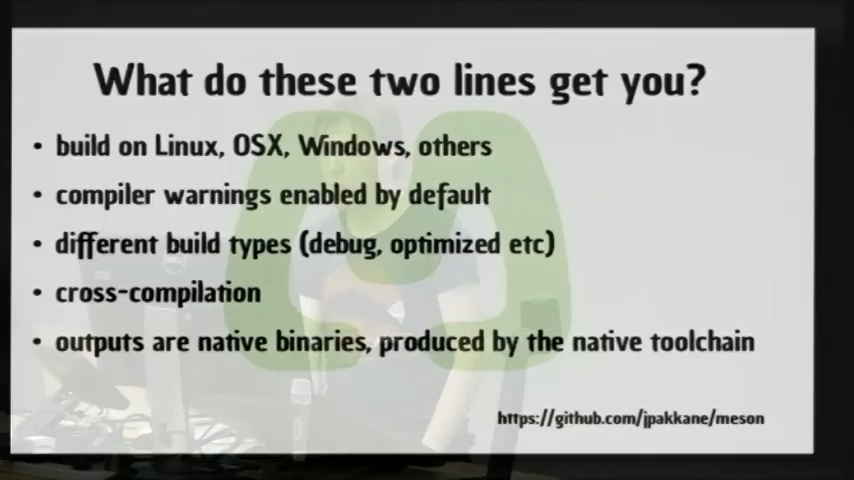 What do these two lines get you?
• build on Linux, OSX, Windows, others
• compiler warnings enabled by default
• different build types (debug, optimized etc)
• cross-compilation
• outputs are native binaries, produced by the native toolchain
https://github.com/jpakkane/meson